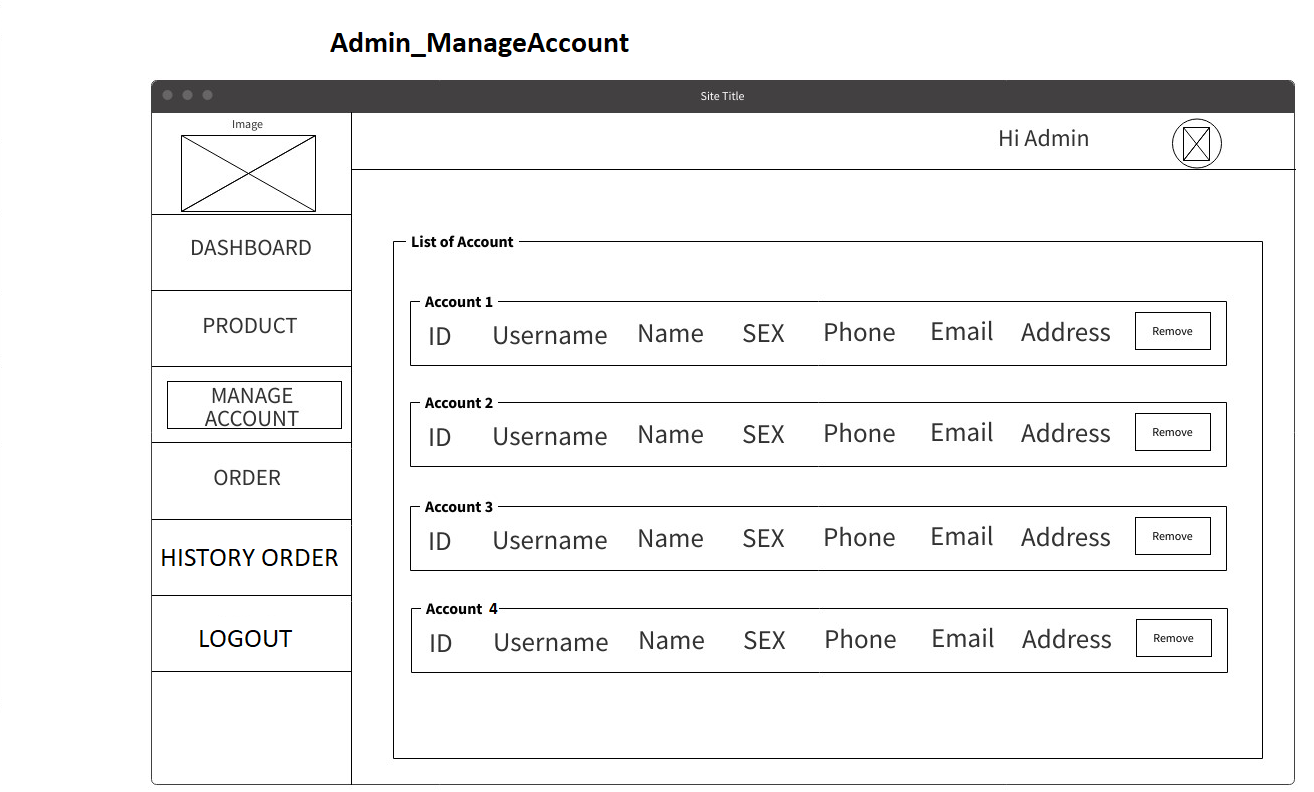 Admin_ManageAccount
Site Title
Image
Hi Admin
DASHBOARD
PRODUCT
MANAGE
ACCOUNT
ORDER
HISTORY ORDER
LOGOUT
List of Account
Account 1
ID Username Name SEX Phone Email Address Remove
Account 2
ID Username Name SEX Phone Email Address Remove
Account 3
ID Username Name SEX Phone Email Address Remove
Account 4
ID Username Name SEX Phone Email Address Remove